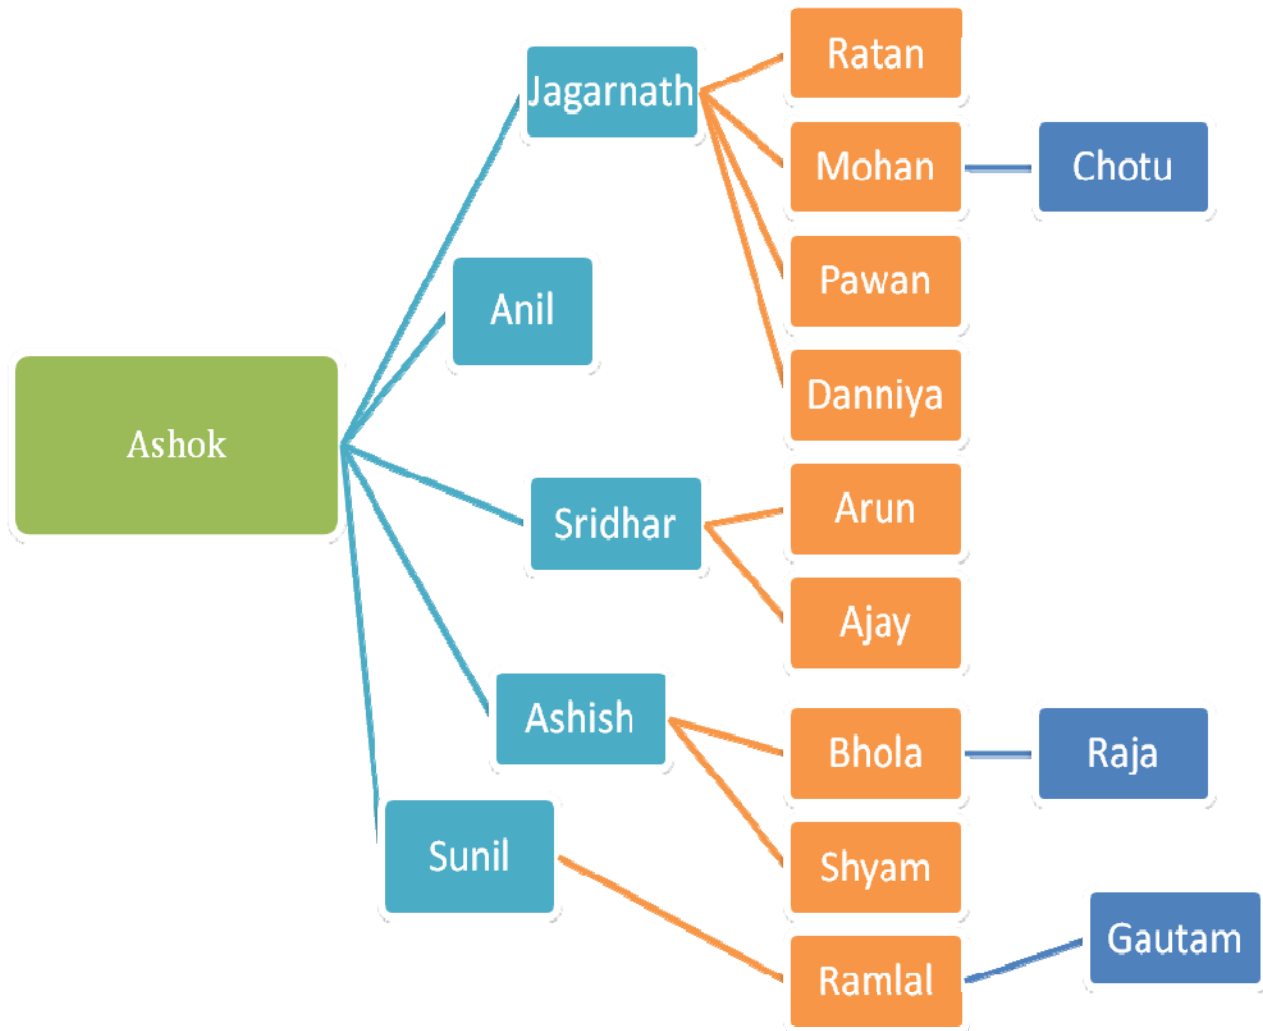 Ashok
Jagarnath
Anil
Sridhar
Ashish
Sunil
Ratan
Mohan
Pawan
Danniya
Arun
Ajay
Bhola
Shyam
Ramlal
Chotu
Raja
Gautam